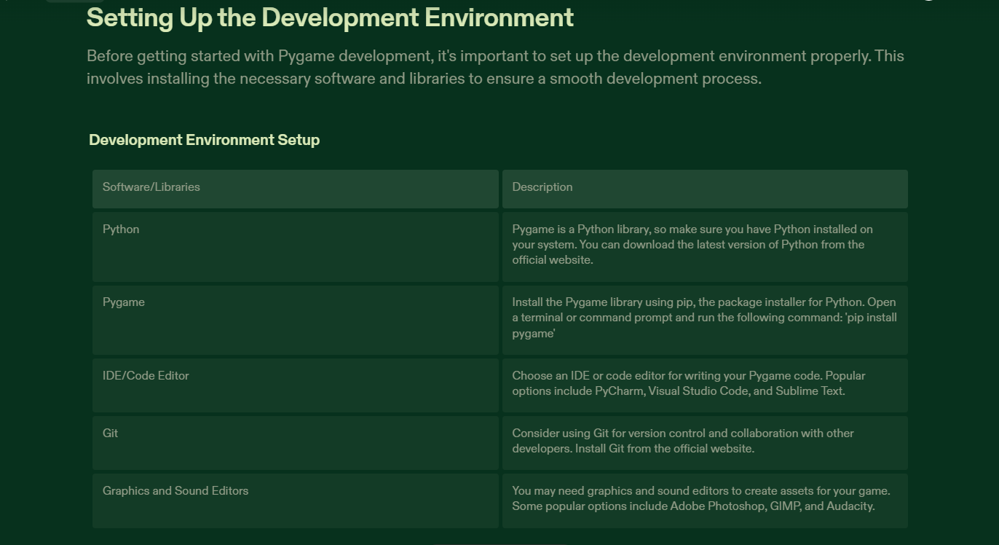 Setting Up the Development Environment
Before getting started with Pygame development, it's important to set up the development environment properly. This
involves installing the necessary software and libraries to ensure a smooth development process.
Development Environment Setup
Software/Libraries
Description
Python
Pygame is a Python library, so make sure you have Python installed on
your system. You can download the latest version of Python from the
official website.
Pygame
Install the Pygame library using pip, the package installer for Python. Open
a terminal or command prompt and run the following command: 'pip install
pygame'
IDE/Code Editor
Choose an IDE or code editor for writing your Pygame code. Popular
options include PyCharm, Visual Studio Code, and Sublime Text.
Git
Consider using Git for version control and collaboration with other
developers. Install Git from the official website.
Graphics and Sound Editors
You may need graphics and sound editors to create assets for your game.
Some popular options include Adobe Photoshop, GIMP, and Audacity.